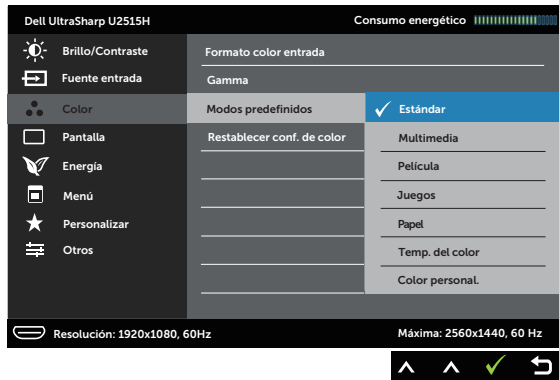 Dell UltraSharp U2515H Consumo energético
Brillo/Contraste Formato color entrada
Fuente entrada Gamma
Color Modos predefinidos Estándar
Pantalla Restablecer conf. de color Multimedia
Energía Película
Menú Juegos
Personalizar Papel
Otros Temp. del color
Color personal.
Resolución: 1920x1080, 60Hz Máxima: 2560x1440, 60 Hz